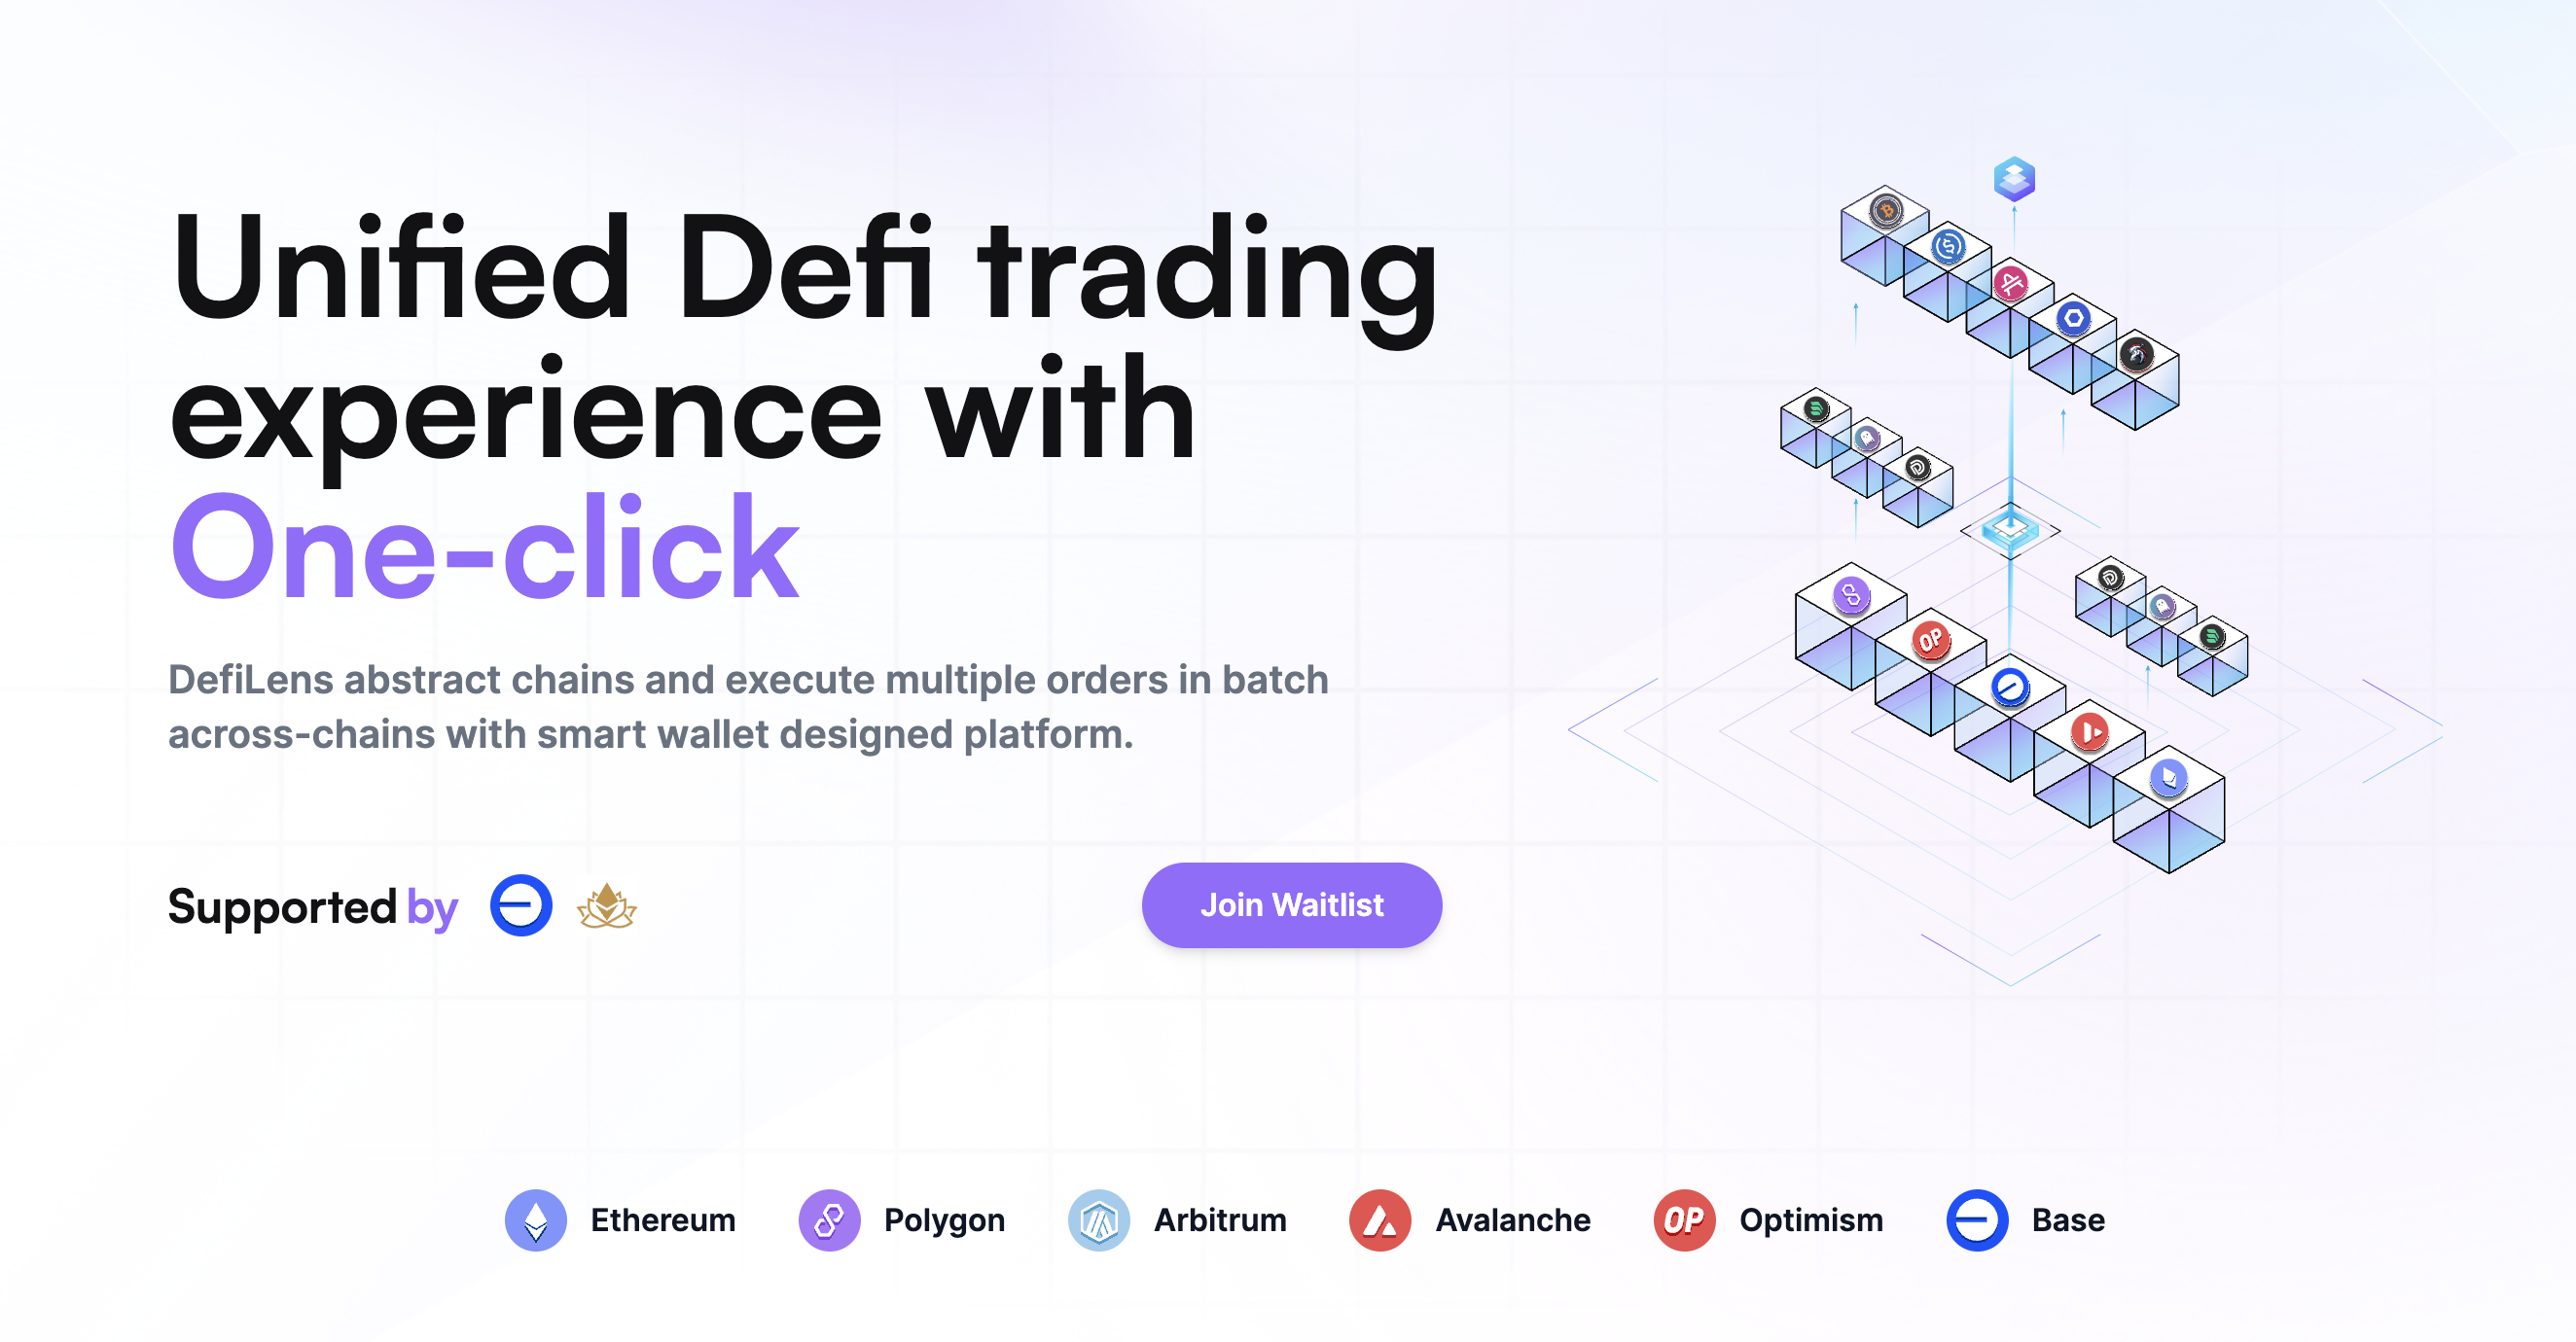 Unified Defi trading
experience with
One-click
DefiLens abstract chains and execute multiple orders in batch
across-chains with smart wallet designed platform.
Supported by
Join Waitlist
OP
Ethereum
Polygon
Arbitrum
Avalanche
OP Optimism
Base